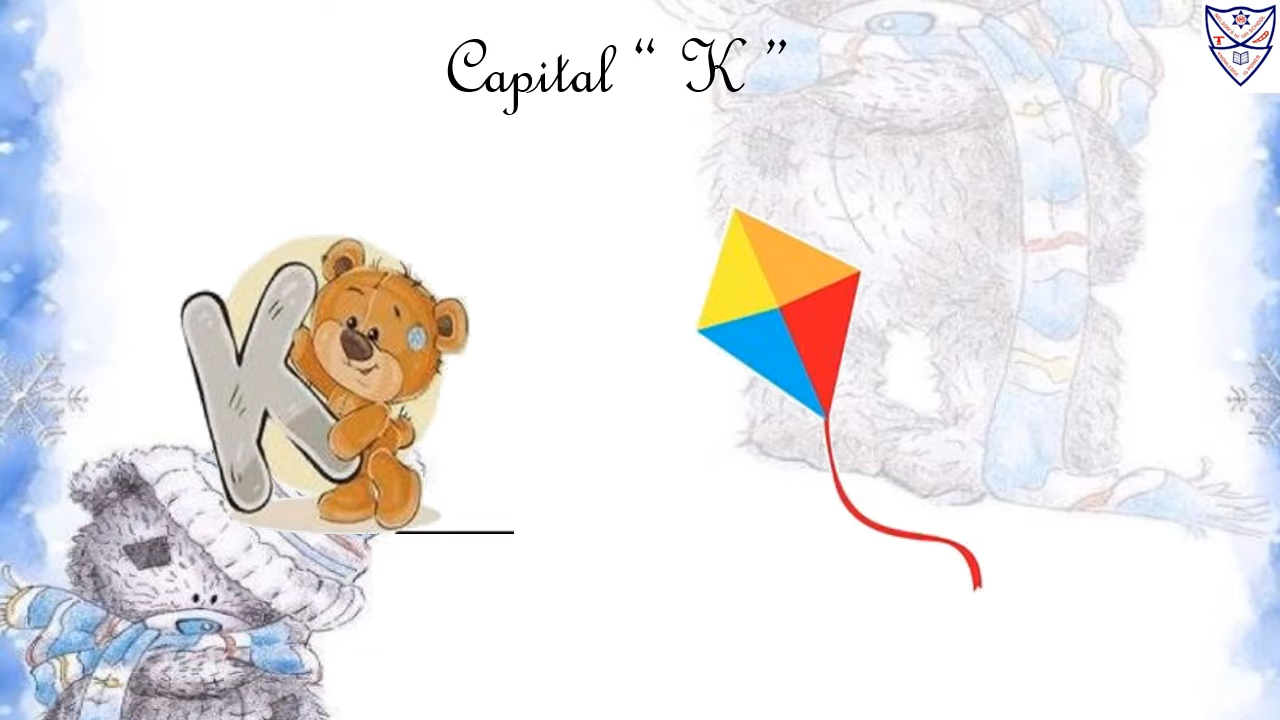 Capital “ K ”
K